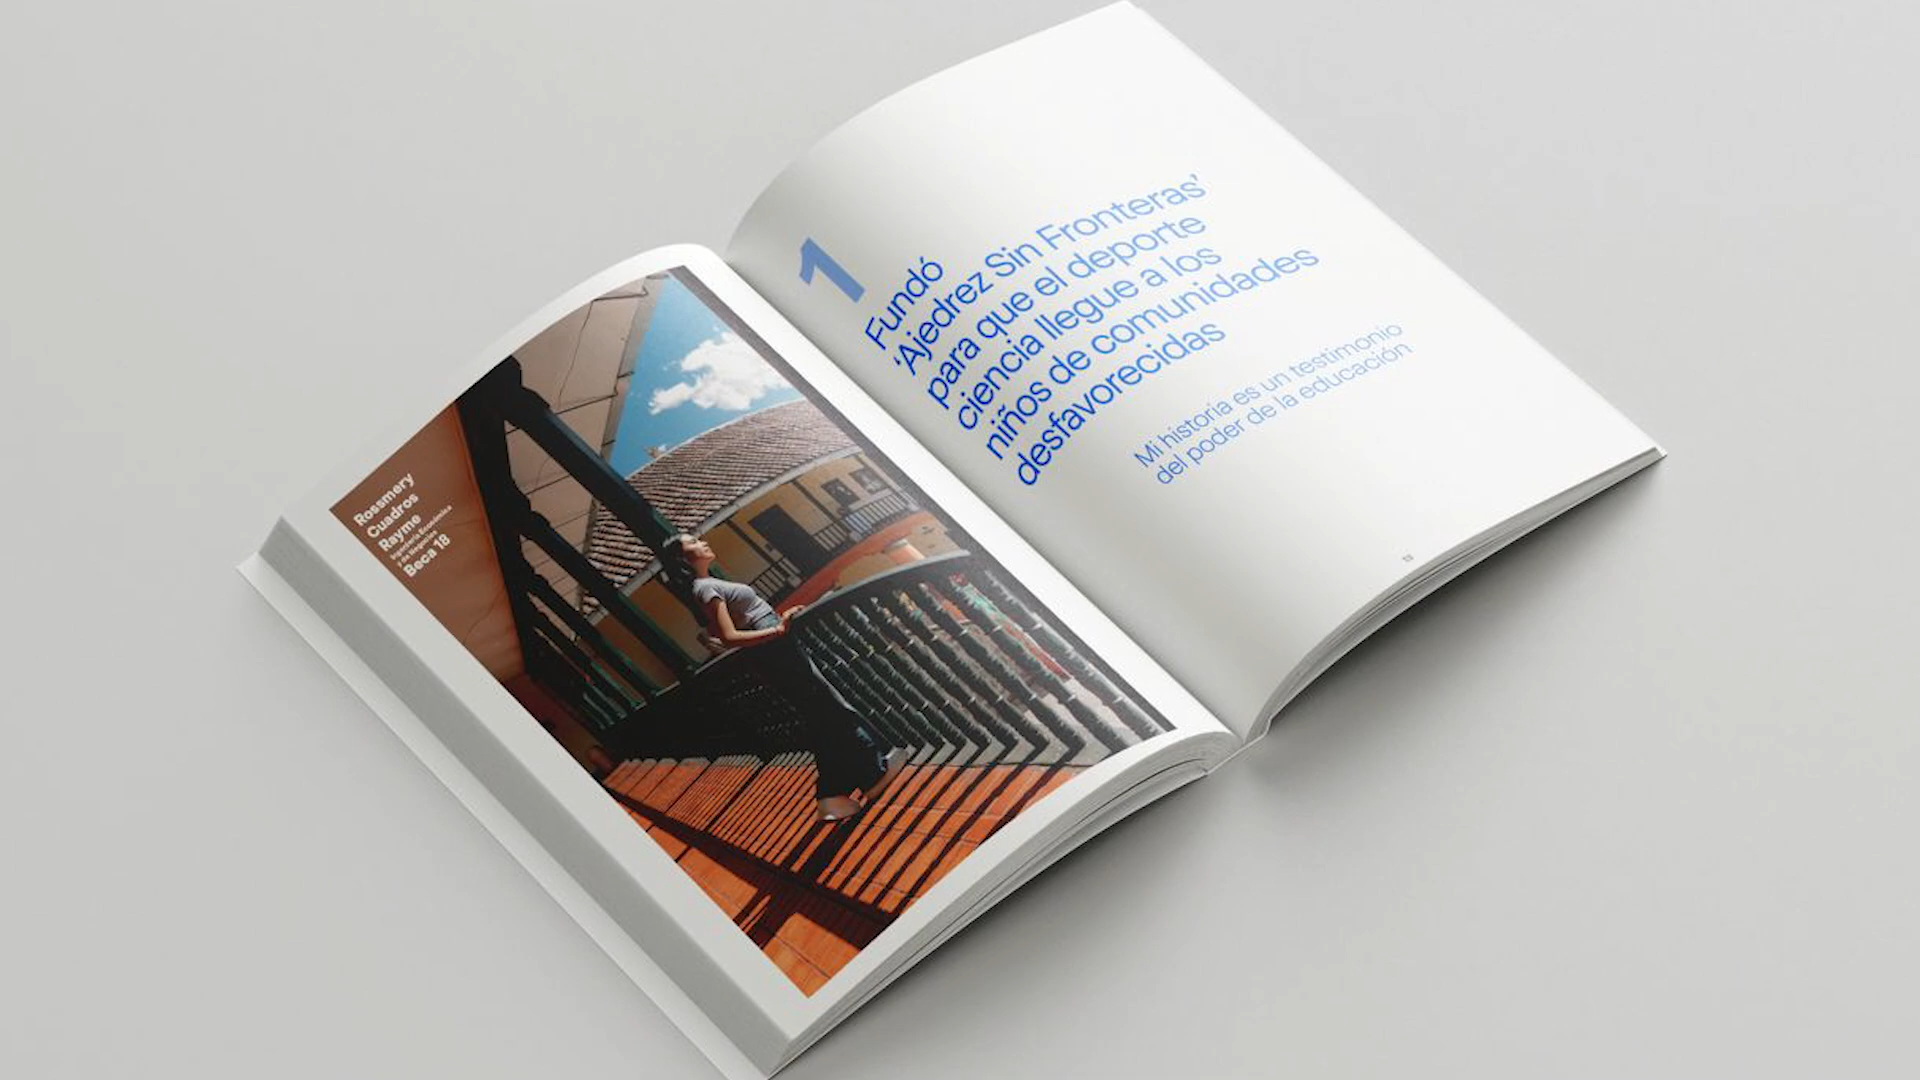 Rossmery
Cuadros
Rayme
Ingeniería Económica
y de Negocios
Beca 18
1
Fundó
‘Ajedrez Sin Fronteras’
para que el deporte
ciencia llegue a los
niños de comunidades
desfavorecidas
Mi historia es un testimonio
del poder de la educación